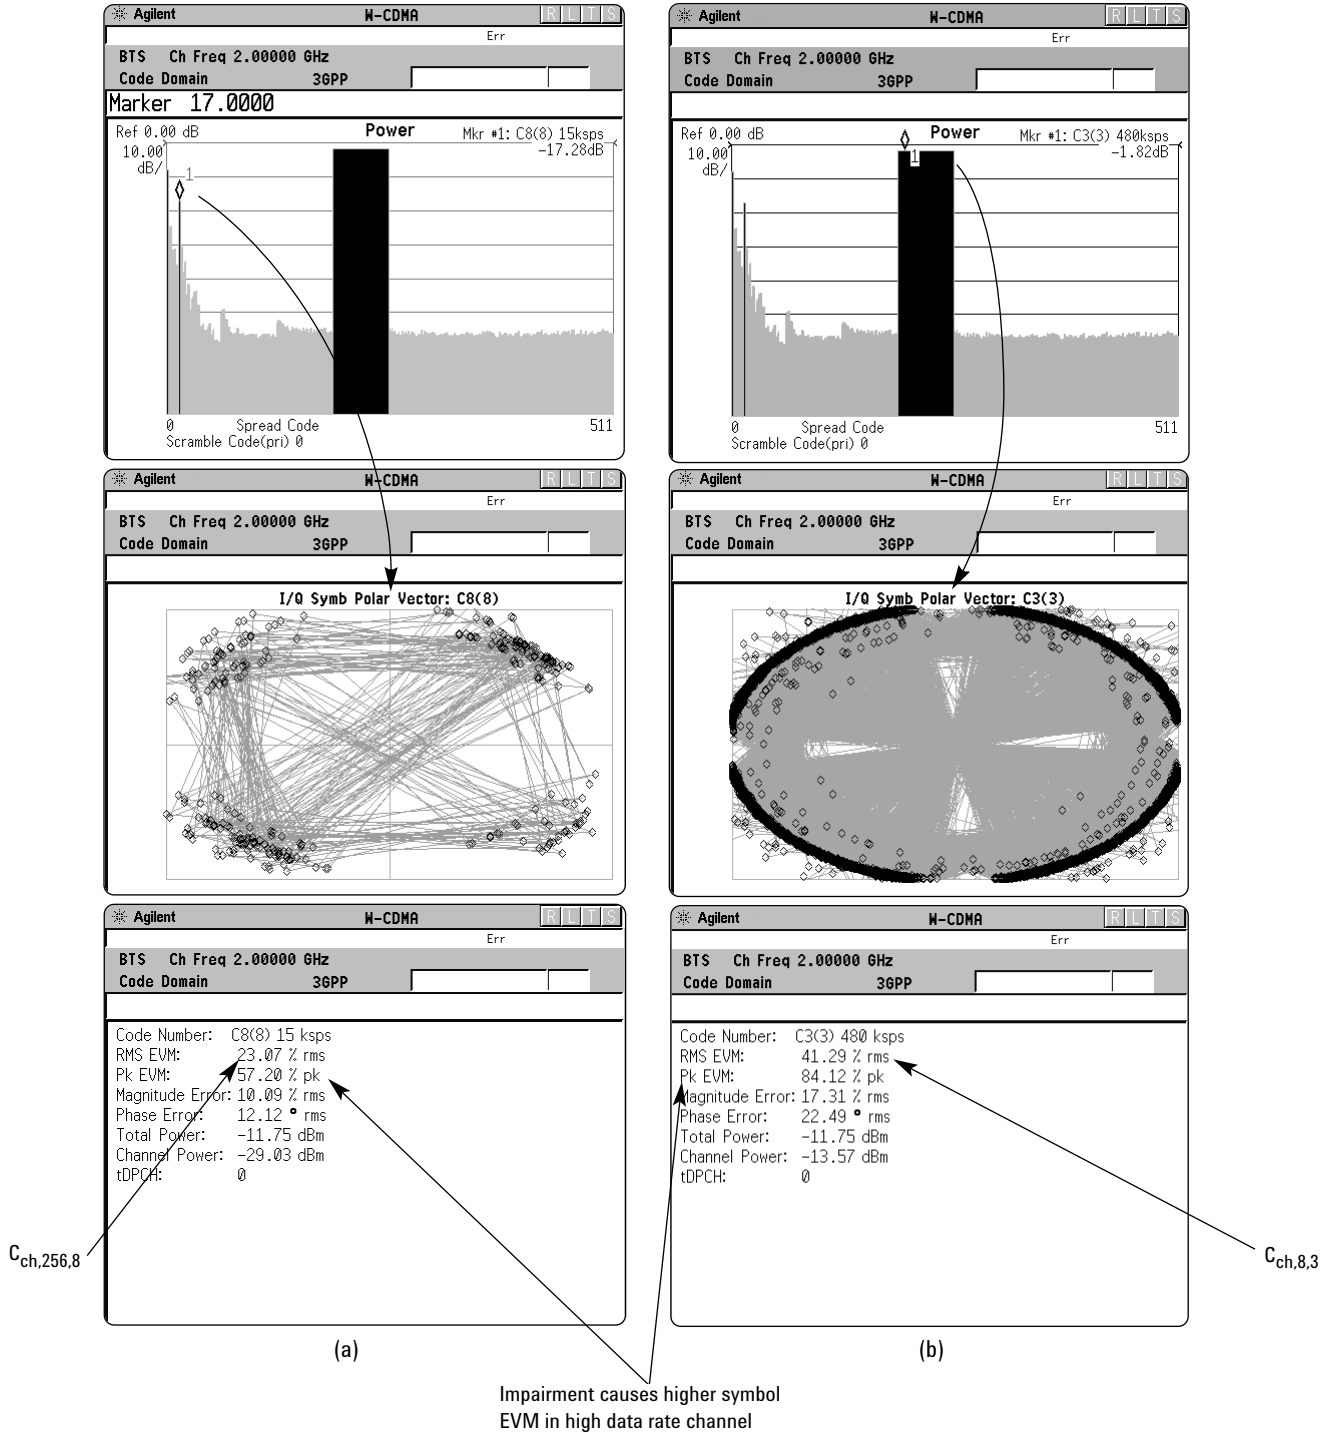 Agilent W-CDMA R L T S
Err
BTS Ch Freq 2.00000 GHz
Code Domain 3GPP
Marker 17.0000
Ref 0.00 dB Power Mkr #1: C8(8) 15ksps
10.00 -17.28dB
dB/
1
0 Spread Code 511
Scramble Code(pri) 0
Agilent W-CDMA R L T S
Err
BTS Ch Freq 2.00000 GHz
Code Domain 3GPP
I/Q Symb Polar Vector: C8(8)
Agilent W-CDMA R L T S
Err
BTS Ch Freq 2.00000 GHz
Code Domain 3GPP
Code Number: C8(8) 15 ksps
RMS EVM: 23.07 % rms
Pk EVM: 57.20 % pk
Magnitude Error: 10.09 % rms
Phase Error: 12.12 ° rms
Total Power: -11.75 dBm
Channel Power: -29.03 dBm
tDPCH: 0
Cch,256,8
(a)
Agilent W-CDMA R L T S
Err
BTS Ch Freq 2.00000 GHz
Code Domain 3GPP
Ref 0.00 dB Power Mkr #1: C3(3) 480ksps
10.00 -1.82dB
dB/
1
0 Spread Code 511
Scramble Code(pri) 0
Agilent W-CDMA R L T S
Err
BTS Ch Freq 2.00000 GHz
Code Domain 3GPP
I/Q Symb Polar Vector: C3(3)
Agilent W-CDMA R L T S
Err
BTS Ch Freq 2.00000 GHz
Code Domain 3GPP
Code Number: C3(3) 480 ksps
RMS EVM: 41.29 % rms
Pk EVM: 84.12 % pk
Magnitude Error: 17.31 % rms
Phase Error: 22.49 ° rms
Total Power: -11.75 dBm
Channel Power: -13.57 dBm
tDPCH: 0
Cch,8,3
(b)
Impairment causes higher symbol
EVM in high data rate channel